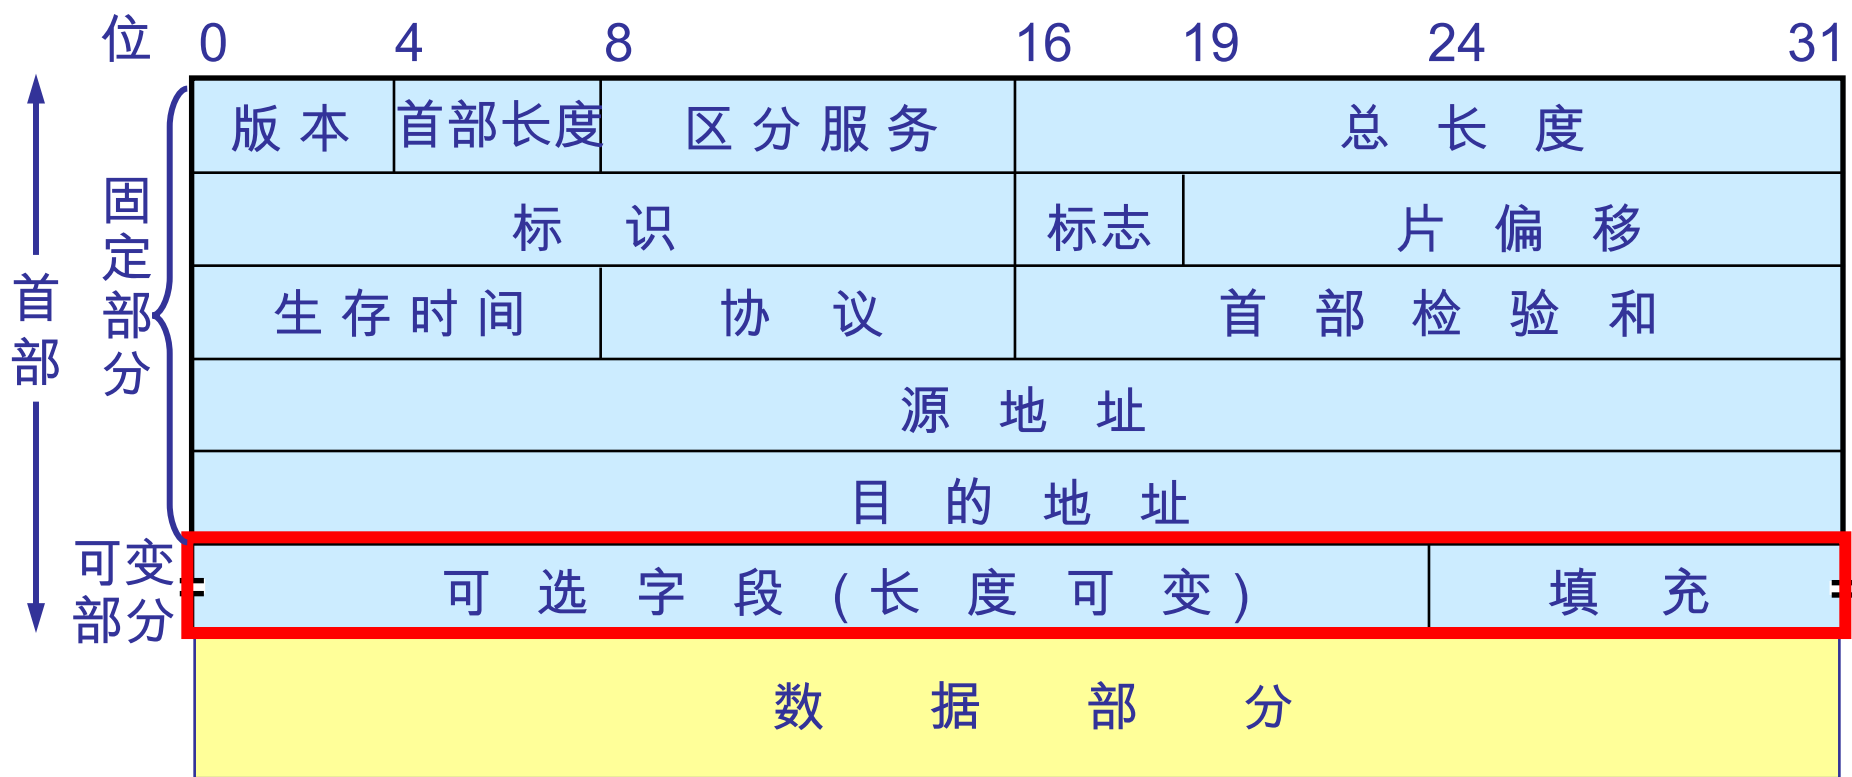 位 0 4 8 16 19 24 31
版本 首部长度 区分服务 总长度
标识 标志 片偏移
生存时间 协议 首部检验和
源地址
目的地址
可选字段(长度可变) 填充
数据部分
首部
固定部分
可变
部分